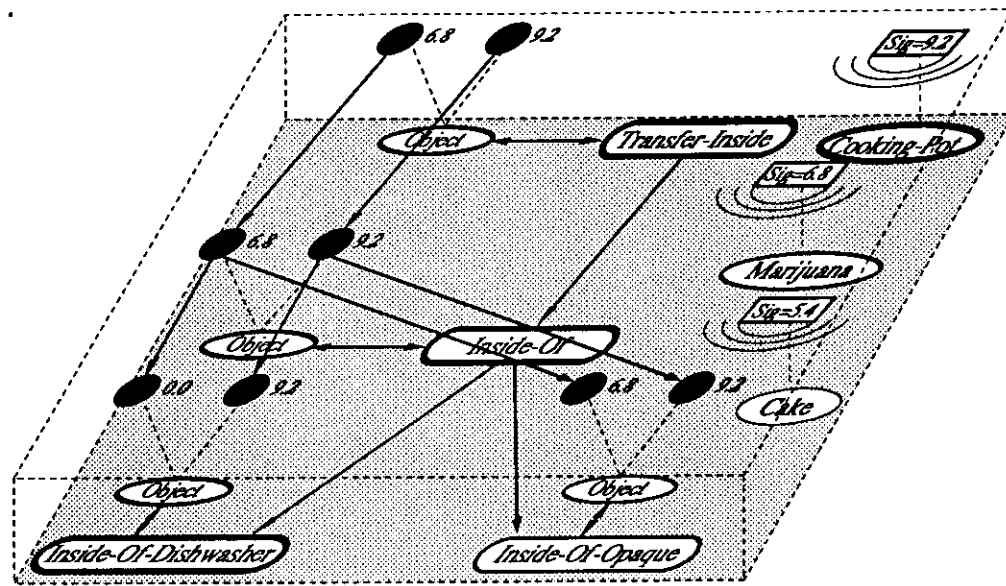 6.8
9.2
Sig=9.2
Object
Transfer-Inside
Cooking-Pot
Sig=6.8
6.8
9.2
Marijuana
Sig=5.4
Object
Inside-Of
0.0
9.2
6.8
9.2
Cake
Object
Object
Inside-Of-Dishwasher
Inside-Of-Opaque